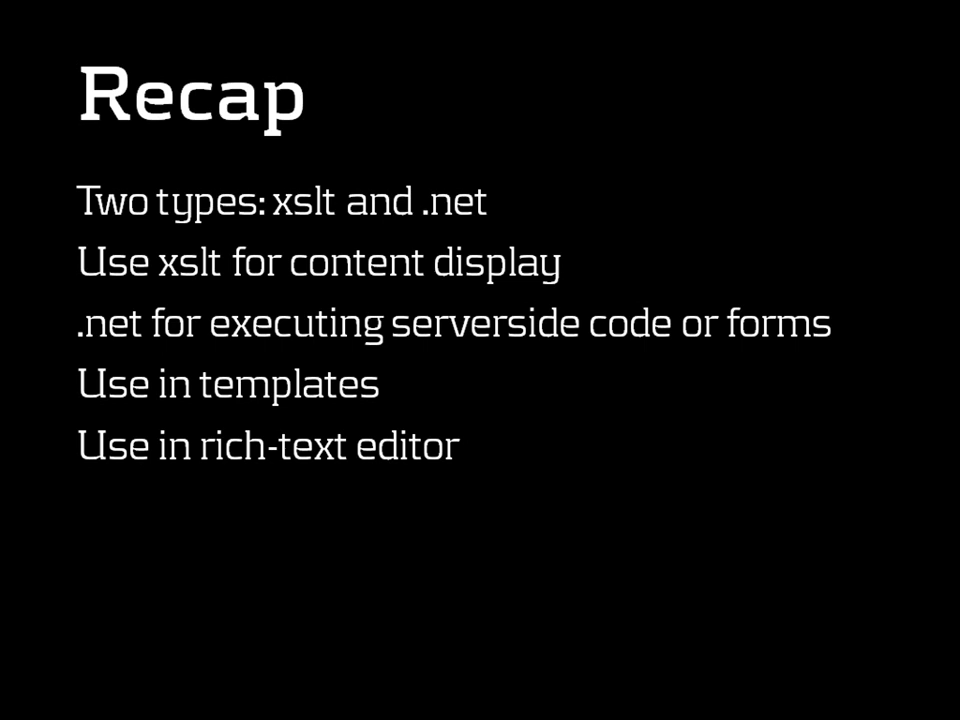 Recap
Two types: xslt and .net
Use xslt for content display
.net for executing serverside code or forms
Use in templates
Use in rich-text editor